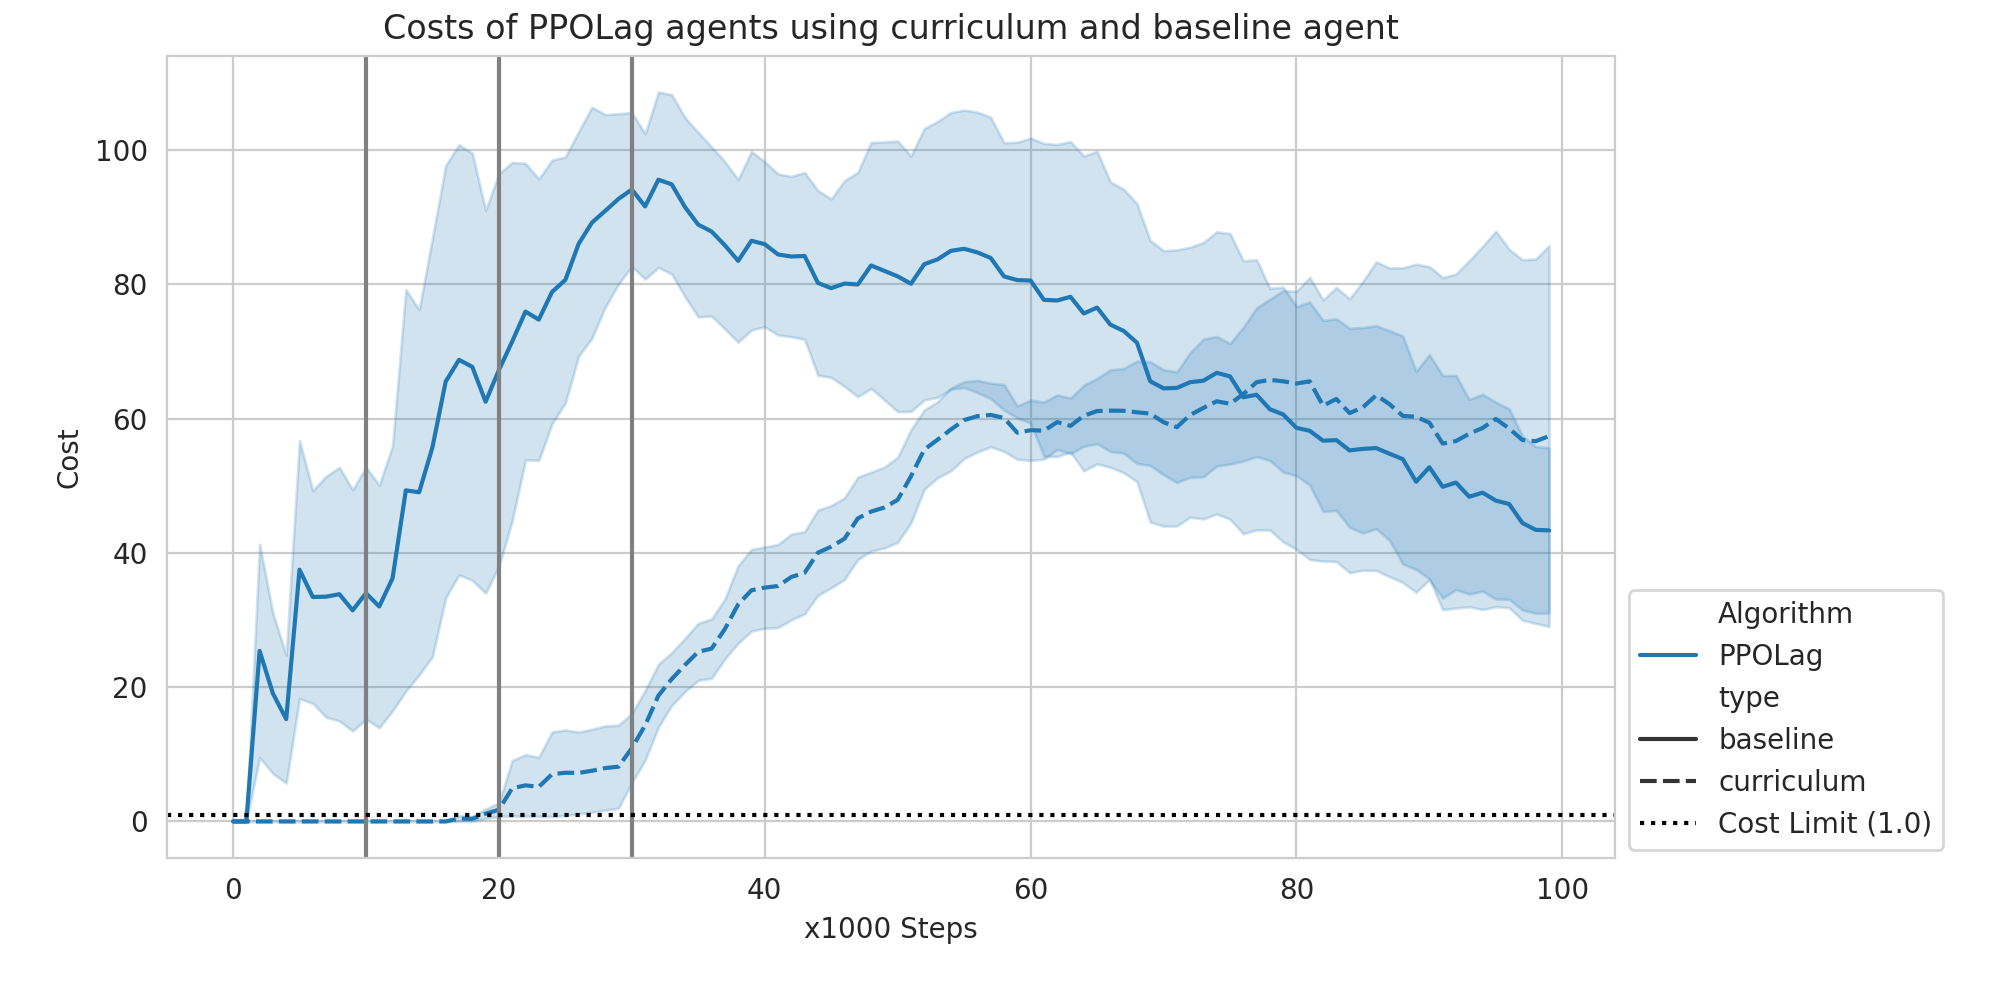 Costs of PPOLag agents using curriculum and baseline agent
Cost
100
80
60
40
20
0
0 20 40 60 80 100
x1000 Steps
Algorithm
PPOLag
type
baseline
curriculum
Cost Limit (1.0)